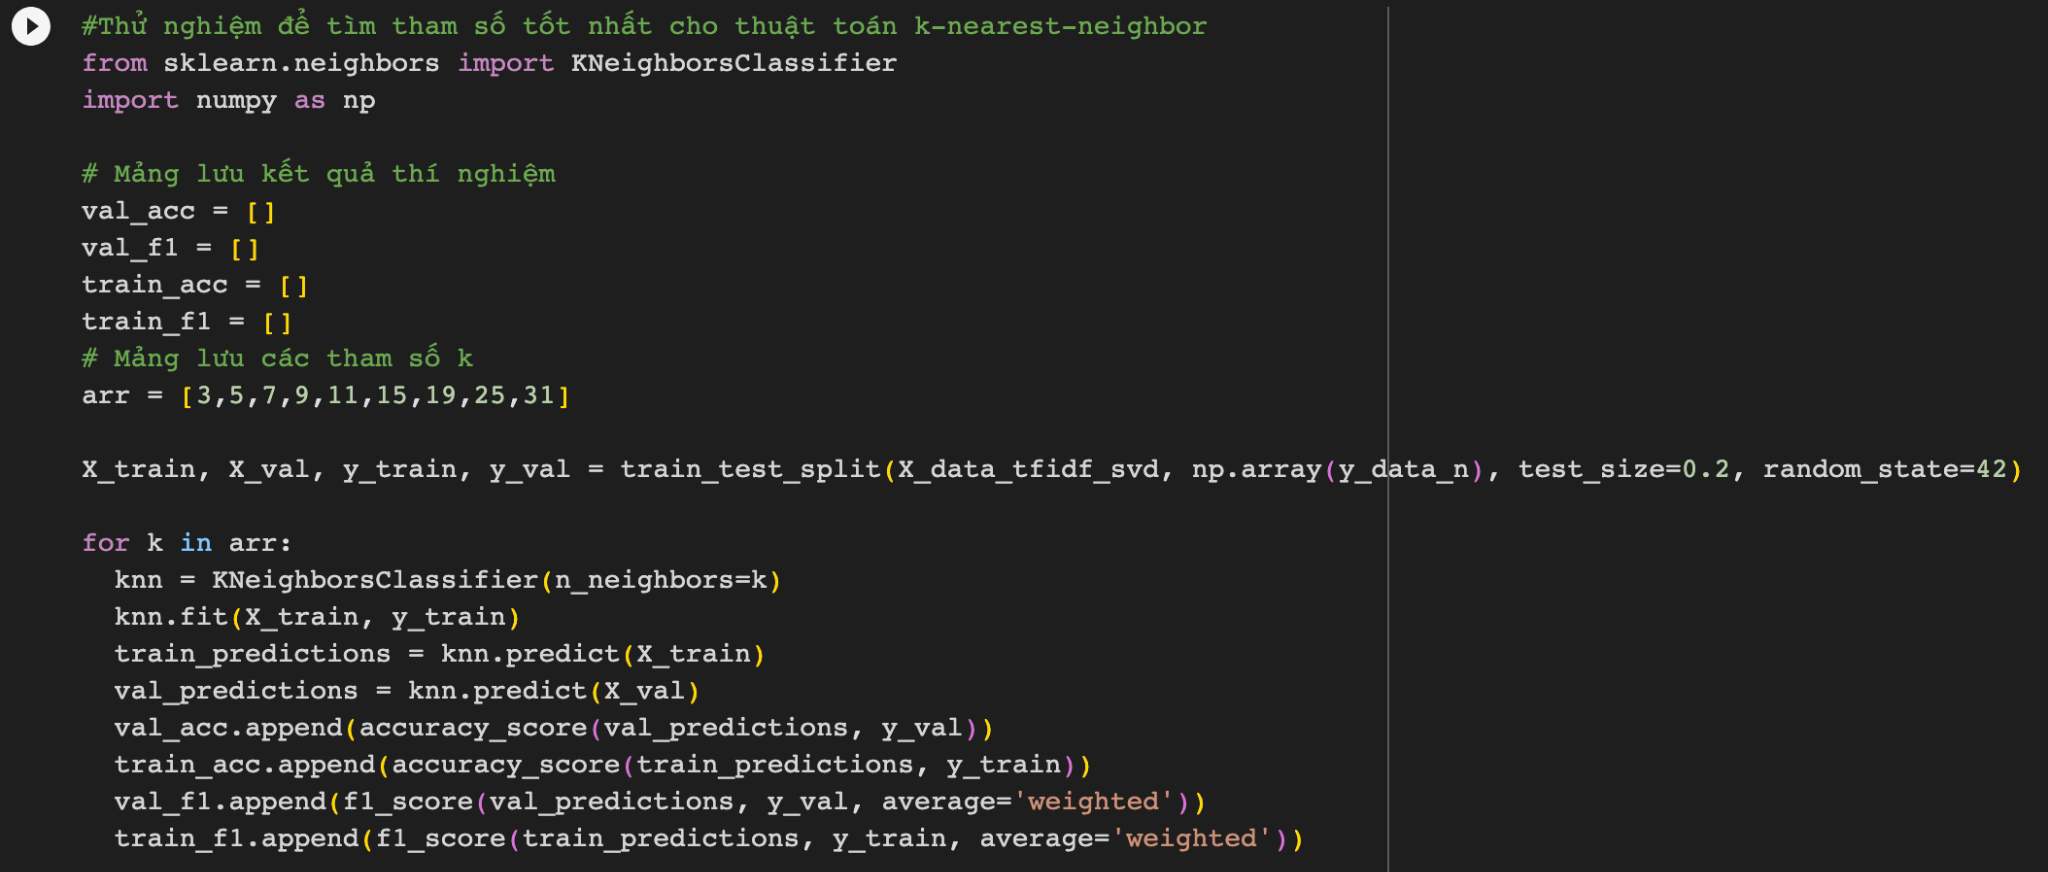 #Thử nghiệm để tìm tham số tốt nhất cho thuật toán k-nearest-neighbor
from sklearn.neighbors import KNeighborsClassifier
import numpy as np

# Mảng lưu kết quả thí nghiệm
val_acc = []
val_f1 = []
train_acc = []
train_f1 = []
# Mảng lưu các tham số k
arr = [3,5,7,9,11,15,19,25,31]

X_train, X_val, y_train, y_val = train_test_split(X_data_tfidf_svd, np.array(y_data_n), test_size=0.2, random_state=42)

for k in arr:
  knn = KNeighborsClassifier(n_neighbors=k)
  knn.fit(X_train, y_train)
  train_predictions = knn.predict(X_train)
  val_predictions = knn.predict(X_val)
  val_acc.append(accuracy_score(val_predictions, y_val))
  train_acc.append(accuracy_score(train_predictions, y_train))
  val_f1.append(f1_score(val_predictions, y_val, average='weighted'))
  train_f1.append(f1_score(train_predictions, y_train, average='weighted'))